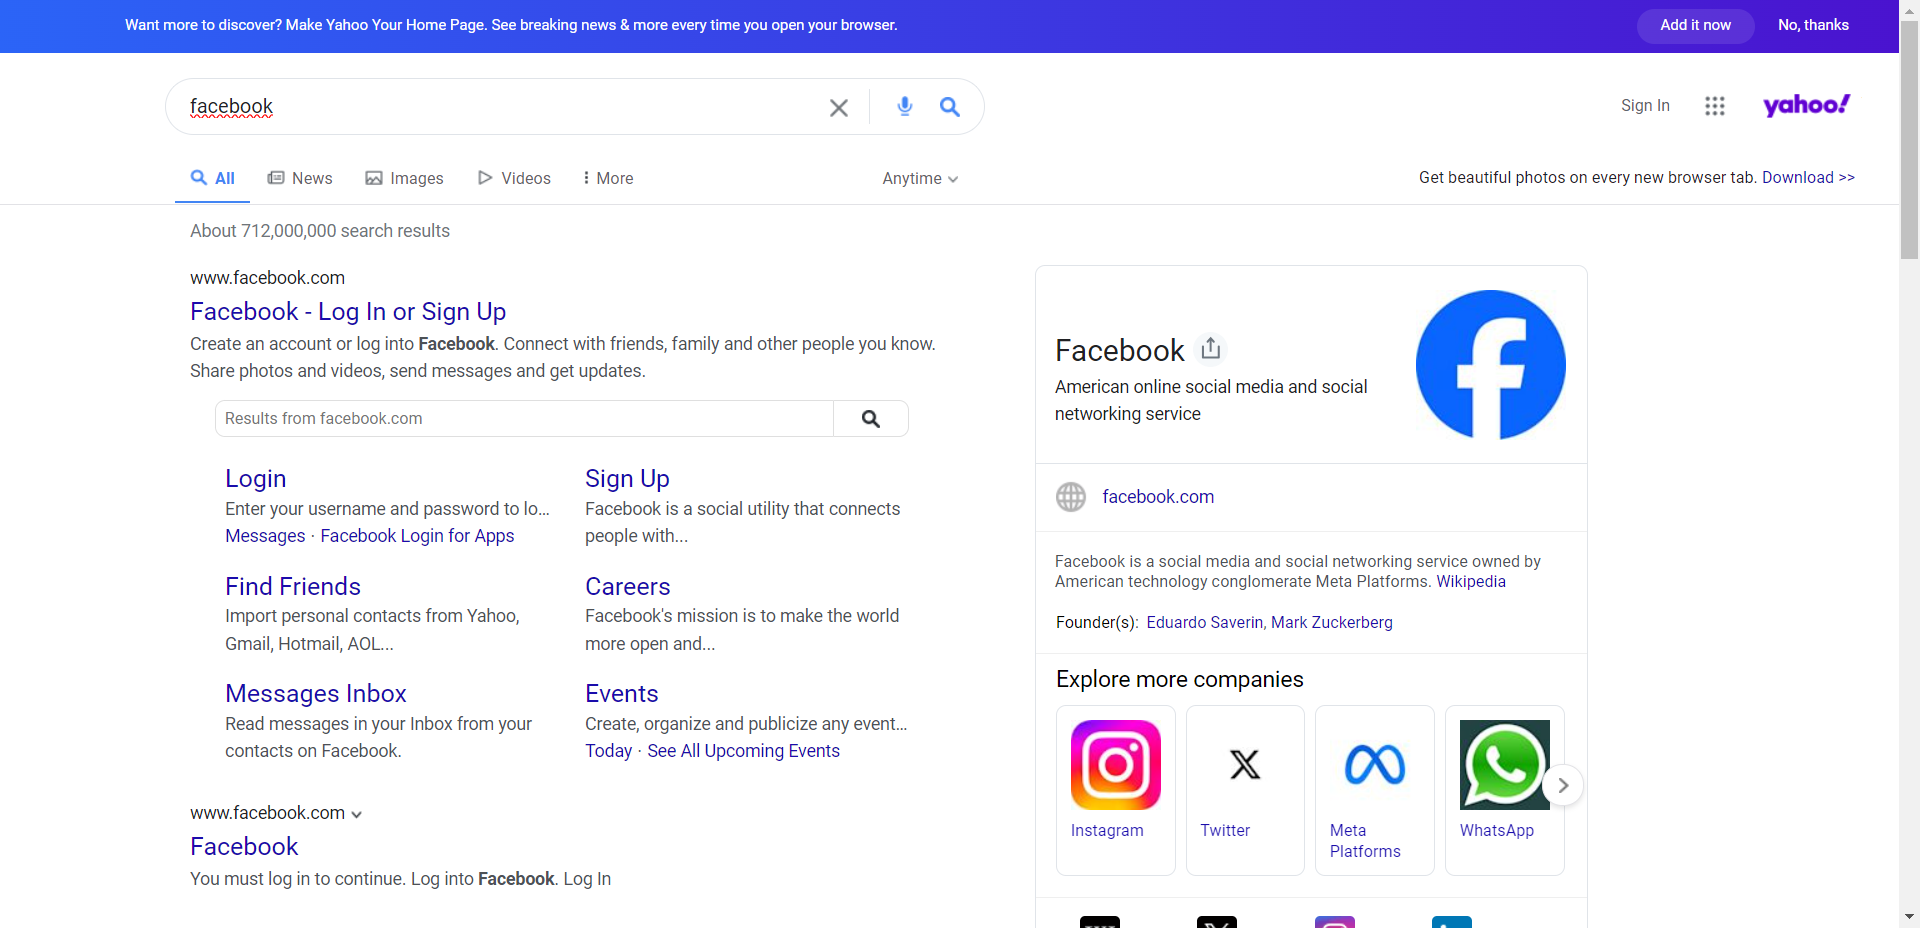 Want more to discover? Make Yahoo Your Home Page. See breaking news & more every time you open your browser.
Add it now
No, thanks
facebook
Sign In
yahoo!
All
News
Images
Videos
More
Anytime
Get beautiful photos on every new browser tab. Download >>
About 712,000,000 search results
www.facebook.com
Facebook - Log In or Sign Up
Create an account or log into Facebook. Connect with friends, family and other people you know.
Share photos and videos, send messages and get updates.
Results from facebook.com
Login
Enter your username and password to lo...
Messages · Facebook Login for Apps
Sign Up
Facebook is a social utility that connects
people with...
Find Friends
Import personal contacts from Yahoo,
Gmail, Hotmail, AOL...
Careers
Facebook's mission is to make the world
more open and...
Messages Inbox
Read messages in your Inbox from your
contacts on Facebook.
Events
Create, organize and publicize any event...
Today · See All Upcoming Events
www.facebook.com
Facebook
You must log in to continue. Log into Facebook. Log In
Facebook
American online social media and social
networking service
facebook.com
Facebook is a social media and social networking service owned by
American technology conglomerate Meta Platforms. Wikipedia
Founder(s): Eduardo Saverin, Mark Zuckerberg
Explore more companies
Instagram
Twitter
Meta
Platforms
WhatsApp